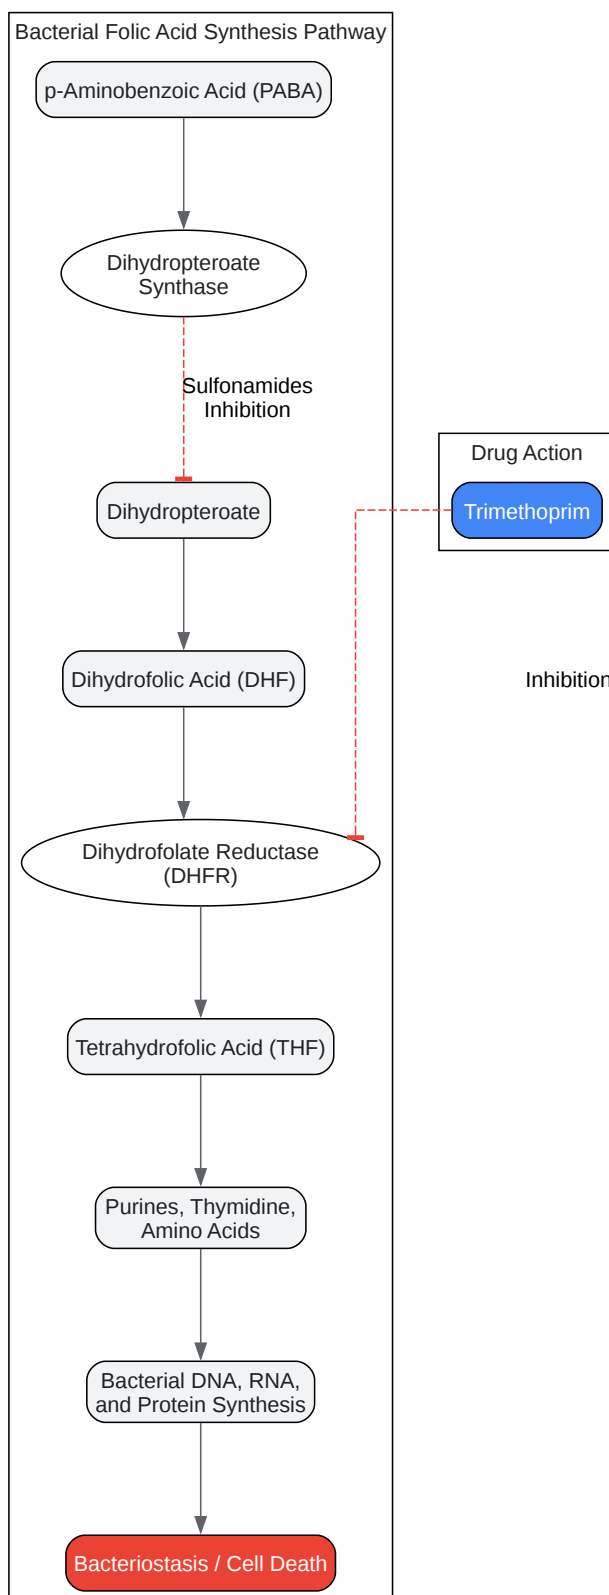 Bacterial Folic Acid Synthesis Pathway
p-Aminobenzoic Acid (PABA)
Dihydropteroate
Synthase
Sulfonamides
Inhibition
Drug Action
Trimethoprim
Dihydropteroate
Dihydrofolic Acid (DHF)
Inhibition
Dihydrofolate Reductase
(DHFR)
Tetrahydrofolic Acid (THF)
Purines, Thymidine,
Amino Acids
Bacterial DNA, RNA,
and Protein Synthesis
Bacteriostasis / Cell Death